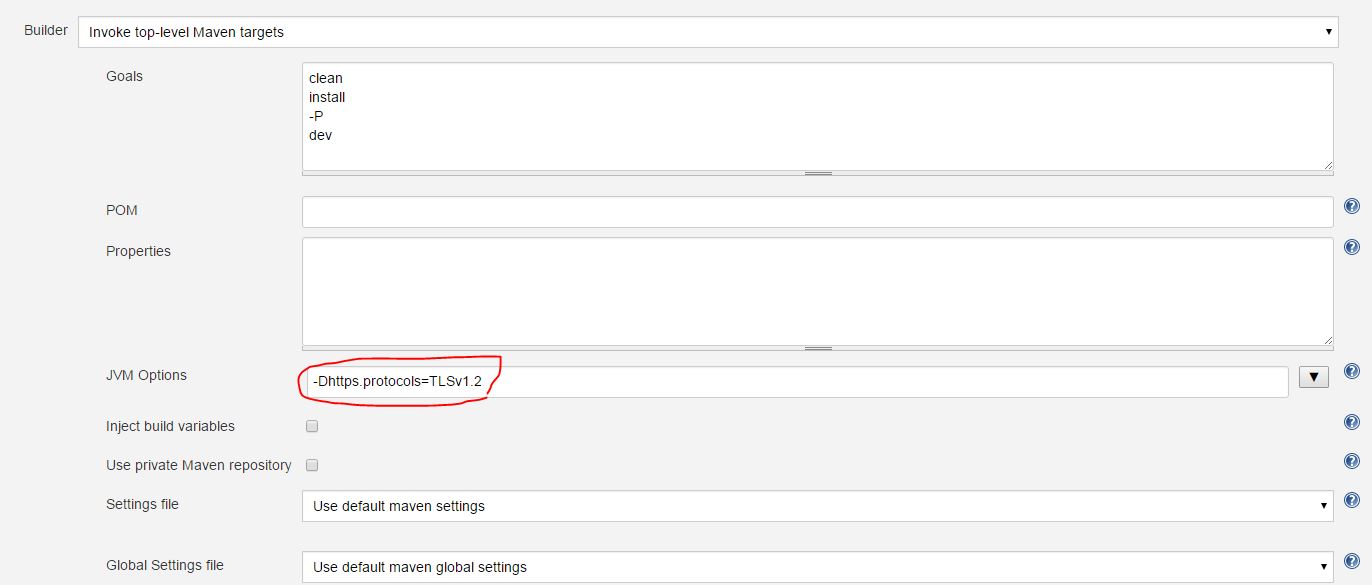 Builder
Invoke top-level Maven targets
Goals
clean
install
-P
dev
POM
Properties
JVM Options
-Dhttps.protocols=TLSv1.2
Inject build variables
Use private Maven repository
Settings file
Use default maven settings
Global Settings file
Use default maven global settings